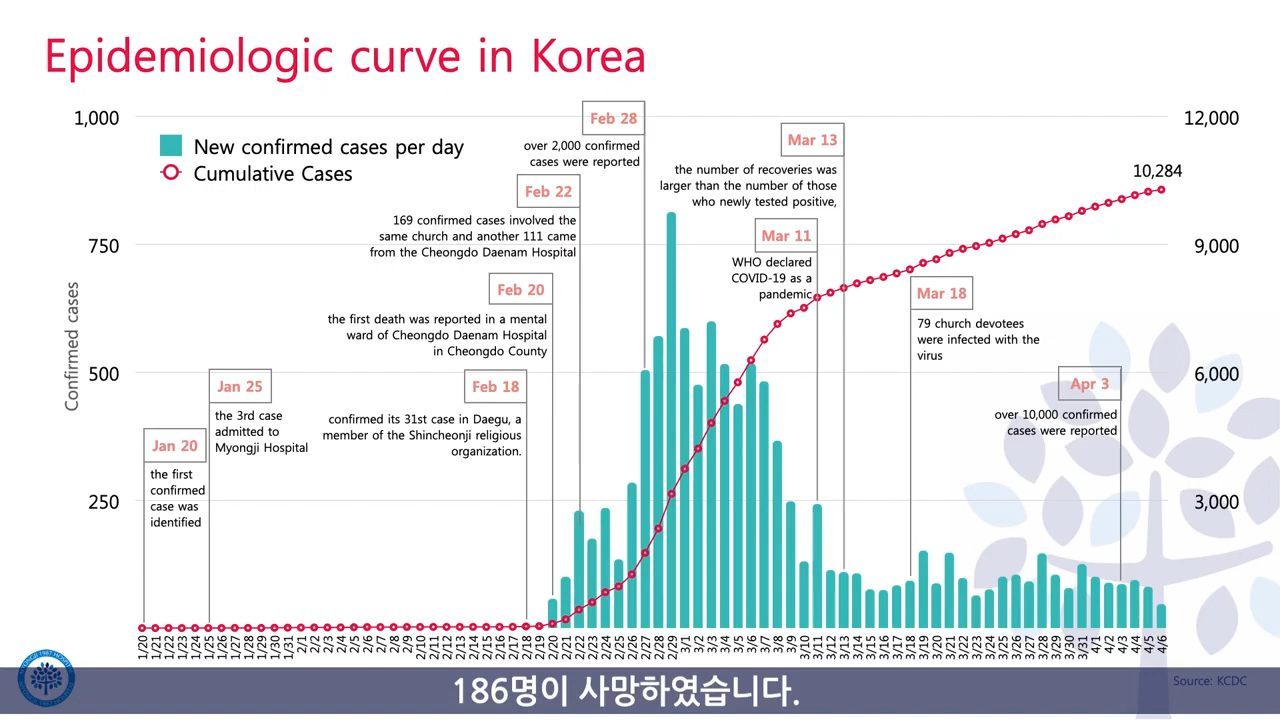 Epidemiologic curve in Korea
1,000
750
500
250
Confirmed cases
12,000
9,000
6,000
3,000
New confirmed cases per day
Cumulative Cases
Jan 20
the first
confirmed
case was
identified
Jan 25
the 3rd case
admitted to
Myongji Hospital
Feb 18
confirmed its 31st case in Daegu, a
member of the Shincheonji religious
organization.
Feb 20
the first death was reported in a mental
ward of Cheongdo Daenam Hospital
in Cheongdo County
Feb 22
169 confirmed cases involved the
same church and another 111 came
from the Cheongdo Daenam Hospital
Feb 28
over 2,000 confirmed
cases were reported
Mar 11
WHO declared
COVID-19 as a
pandemic
Mar 13
the number of recoveries was
larger than the number of those
who newly tested positive,
Mar 18
79 church devotees
were infected with the
virus
Apr 3
over 10,000 confirmed
cases were reported
10,284
1/20 1/21 1/22 1/23 1/24 1/25 1/26 1/27 1/28 1/29 1/30 1/31 2/1 2/2 2/3 2/4 2/5 2/6 2/7 2/8 2/9 2/10 2/11 2/12 2/13 2/14 2/15 2/16 2/17 2/18 2/19 2/20 2/21 2/22 2/23 2/24 2/25 2/26 2/27 2/28 2/29 3/1 3/2 3/3 3/4 3/5 3/6 3/7 3/8 3/9 3/10 3/11 3/12 3/13 3/14 3/15 3/16 3/17 3/18 3/19 3/20 3/21 3/22 3/23 3/24 3/25 3/26 3/27 3/28 3/29 3/30 3/31 4/1 4/2 4/3 4/4 4/5 4/6
186명이 사망하였습니다.
Source: KCDC